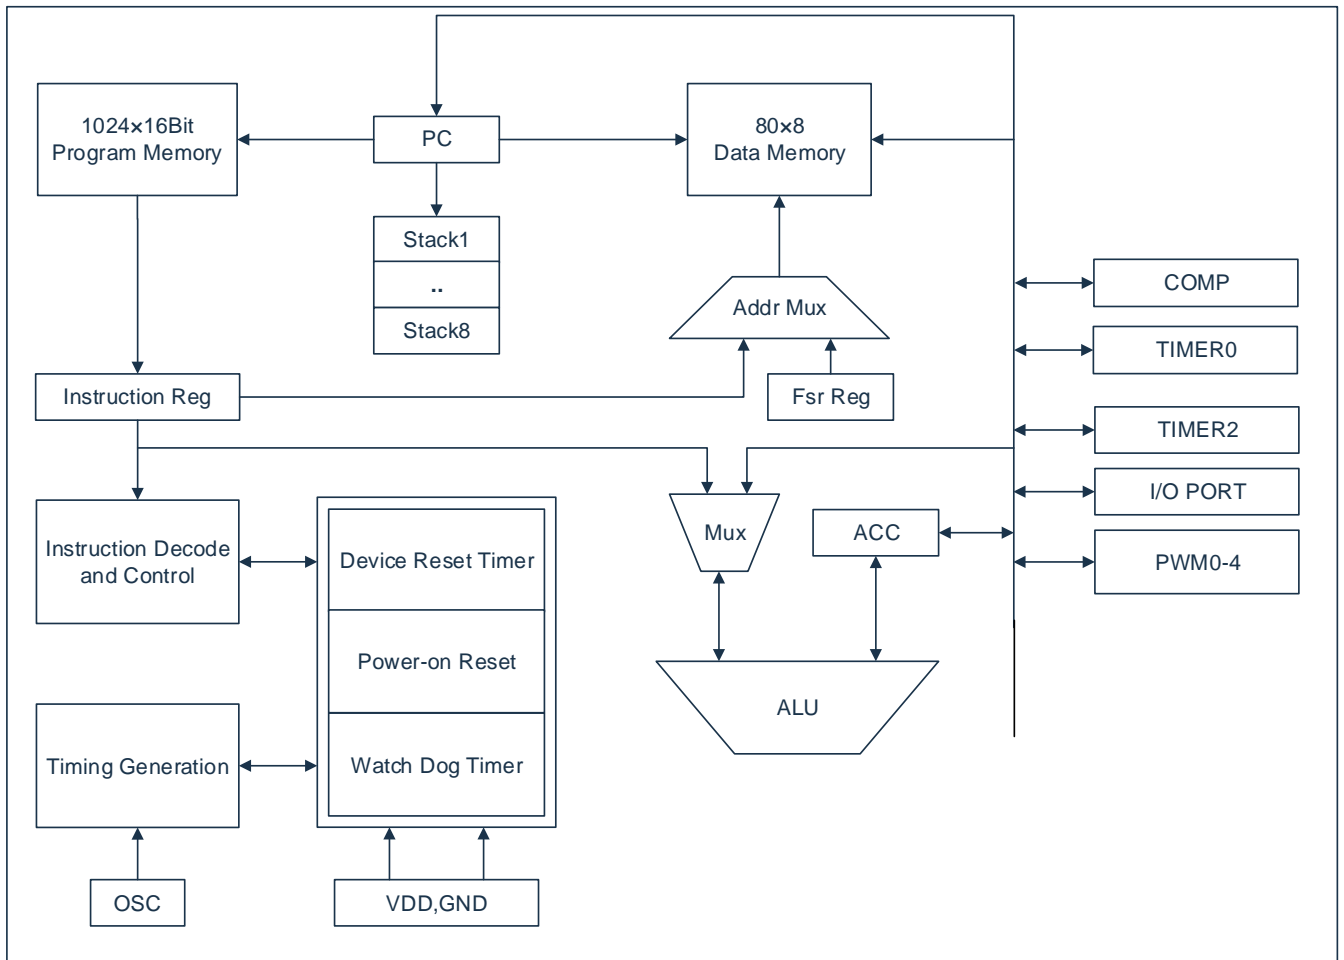 1024×16Bit
Program Memory
PC
80×8
Data Memory
Stack1
..
Stack8
Addr Mux
COMP
TIMER0
Instruction Reg
Fsr Reg
TIMER2
I/O PORT
Instruction Decode
and Control
Device Reset Timer
Mux
ACC
PWM0-4
Power-on Reset
ALU
Timing Generation
Watch Dog Timer
OSC
VDD,GND